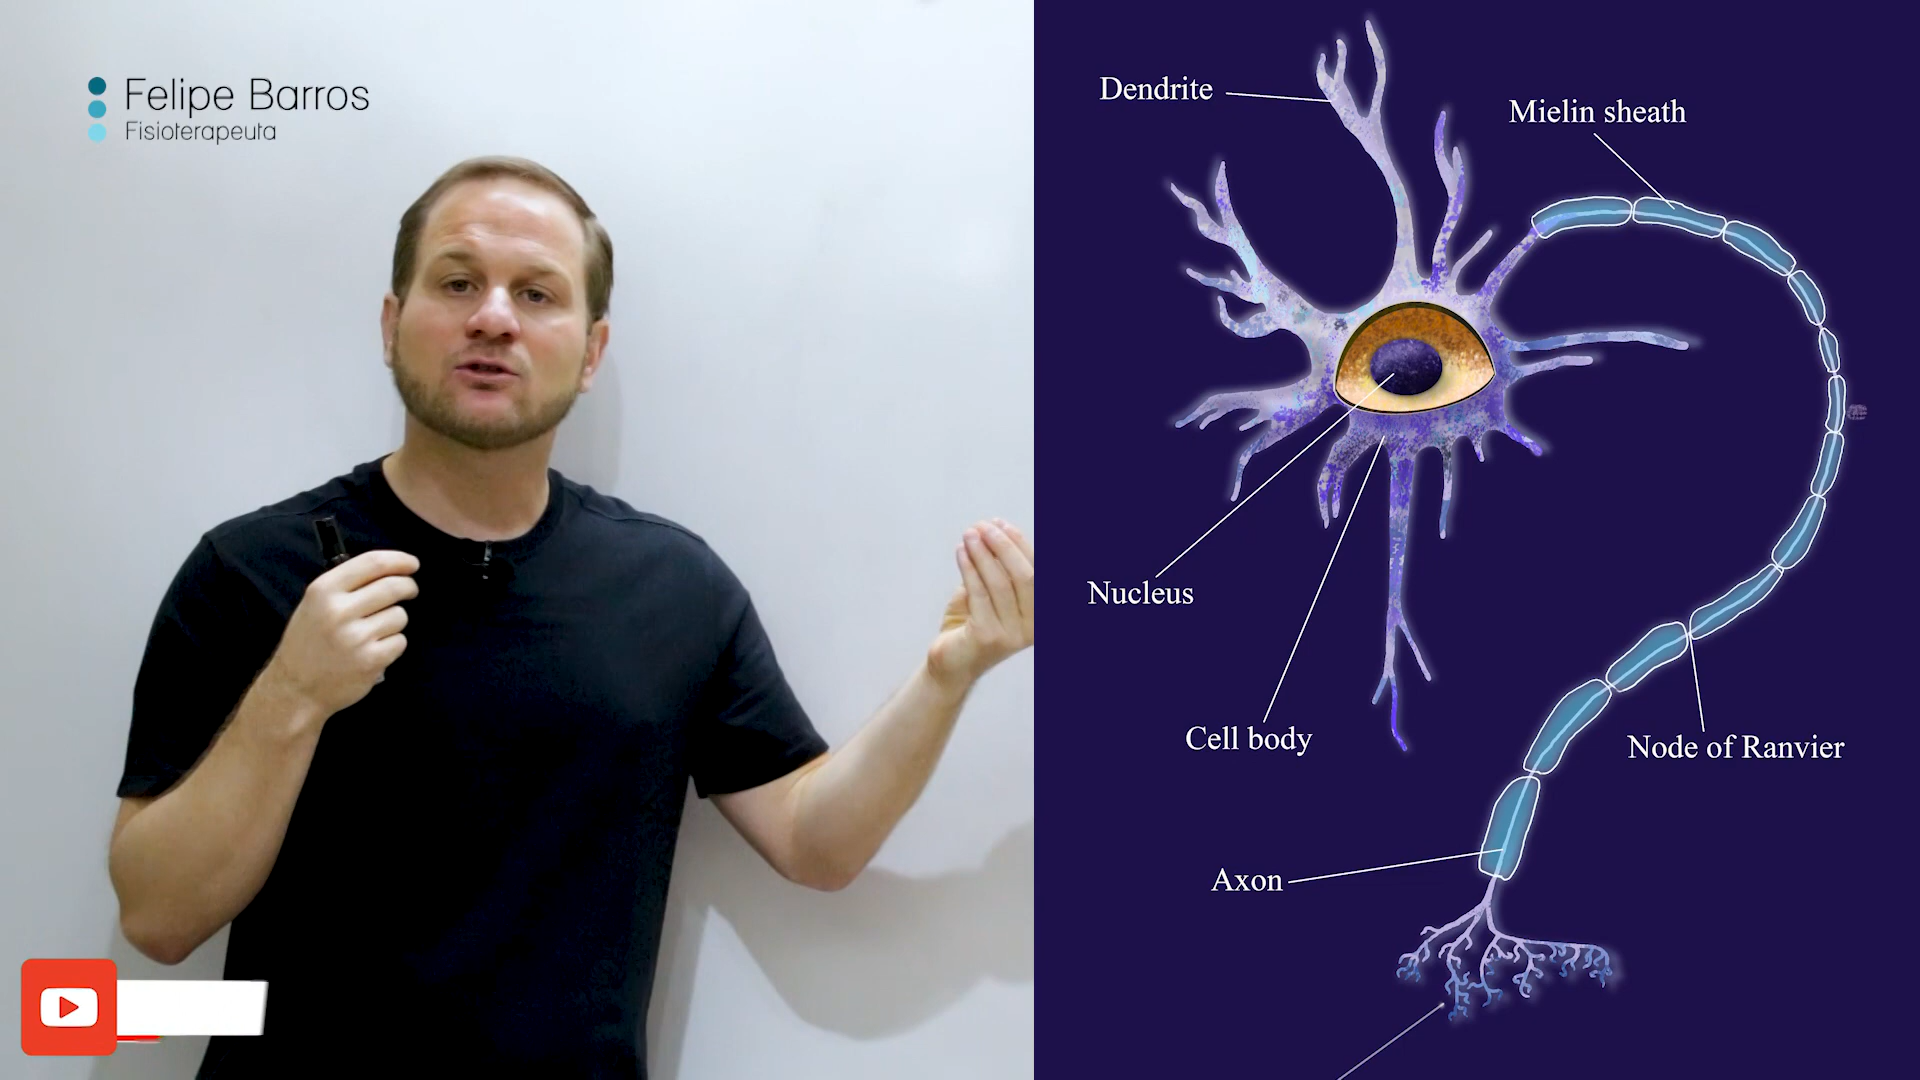 Felipe Barros
Fisioterapeuta
Dendrite
Mielin sheath
Nucleus
Cell body
Node of Ranvier
Axon